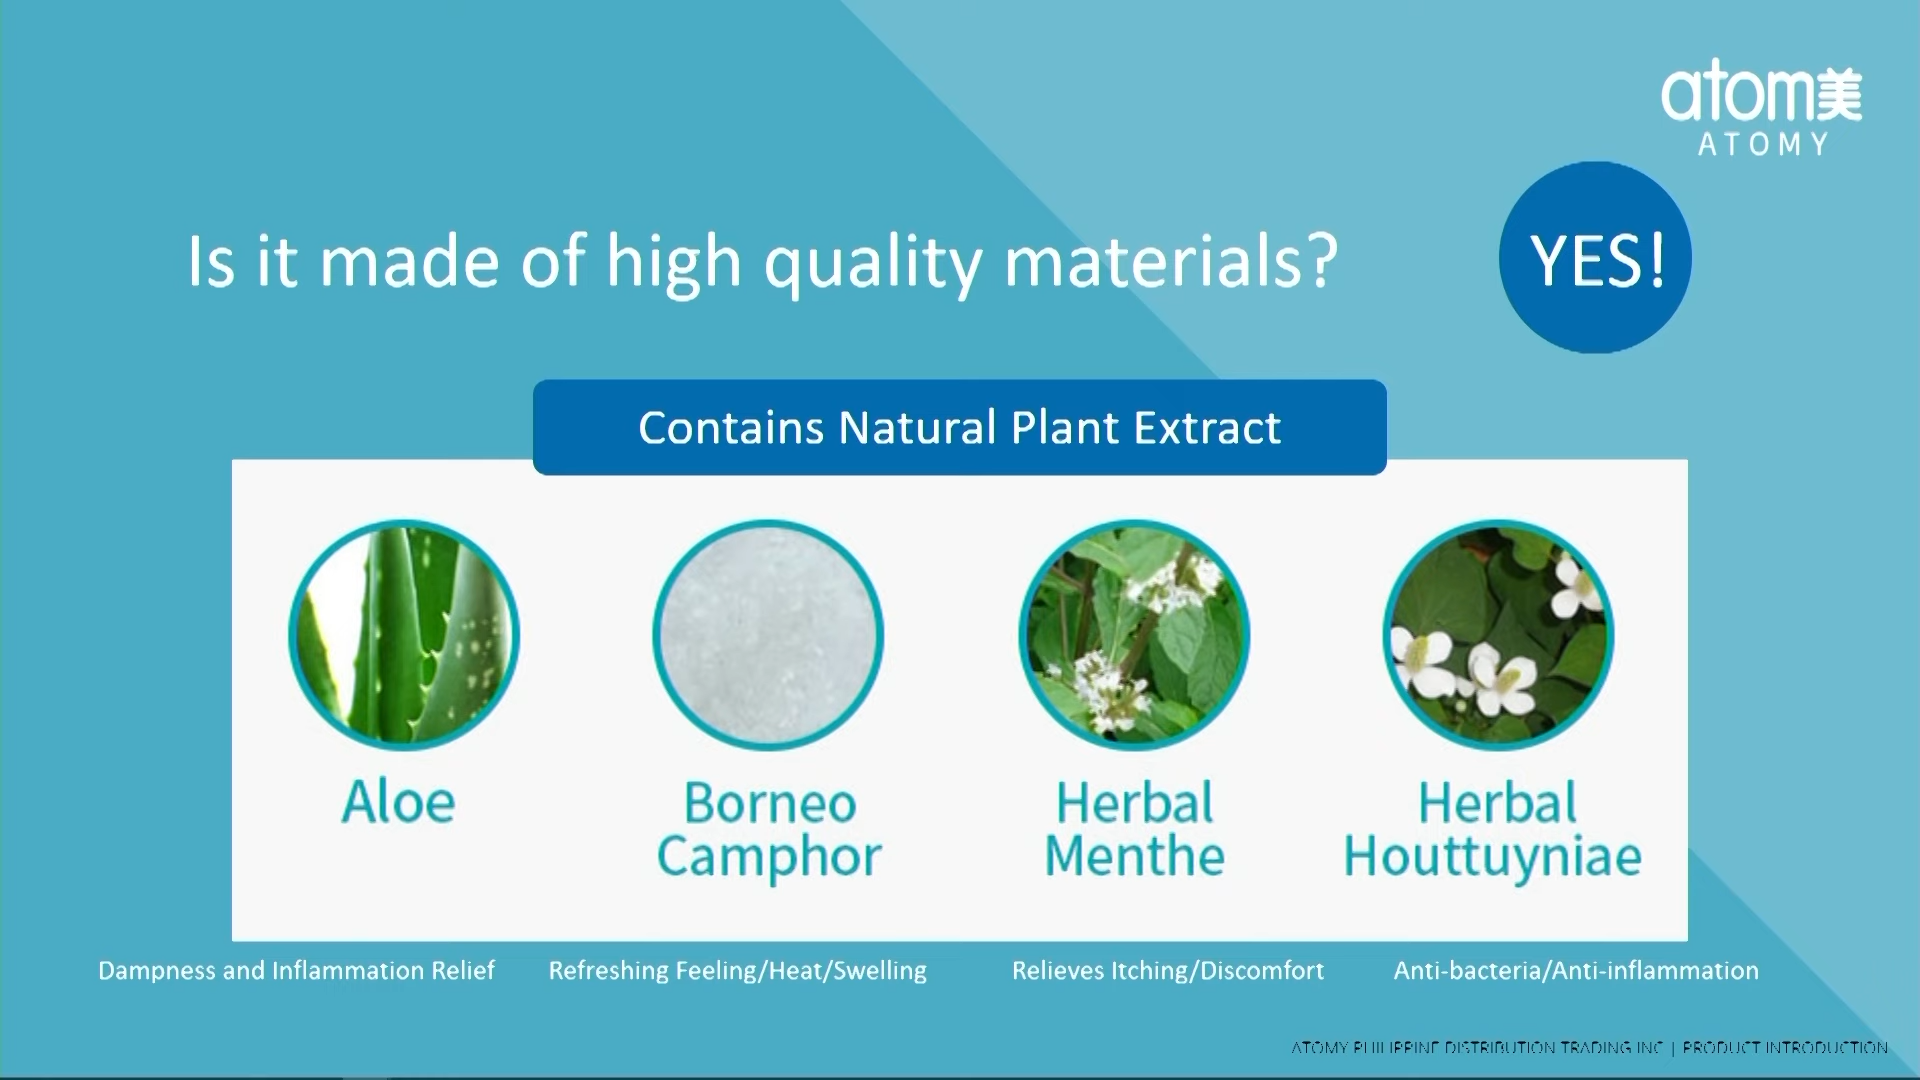 atom美
ATOMY
Is it made of high quality materials?
YES!
Contains Natural Plant Extract
Aloe
Borneo
Camphor
Herbal
Menthe
Herbal
Houttuyniae
Dampness and Inflammation Relief
Refreshing Feeling/Heat/Swelling
Relieves Itching/Discomfort
Anti-bacteria/Anti-inflammation
ATOMY PHILIPPINE DISTRIBUTION TRADING INC | PRODUCT INTRODUCTION